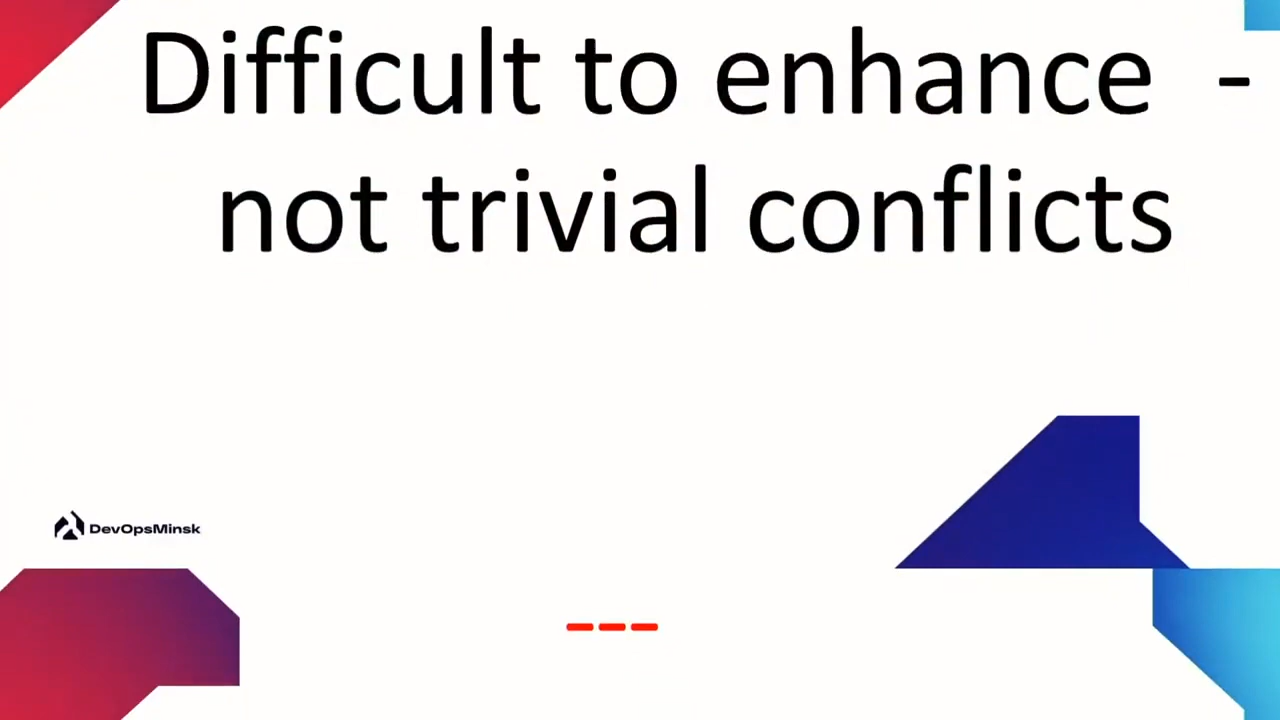 Difficult to enhance -
not trivial conflicts
DevOpsMinsk
---